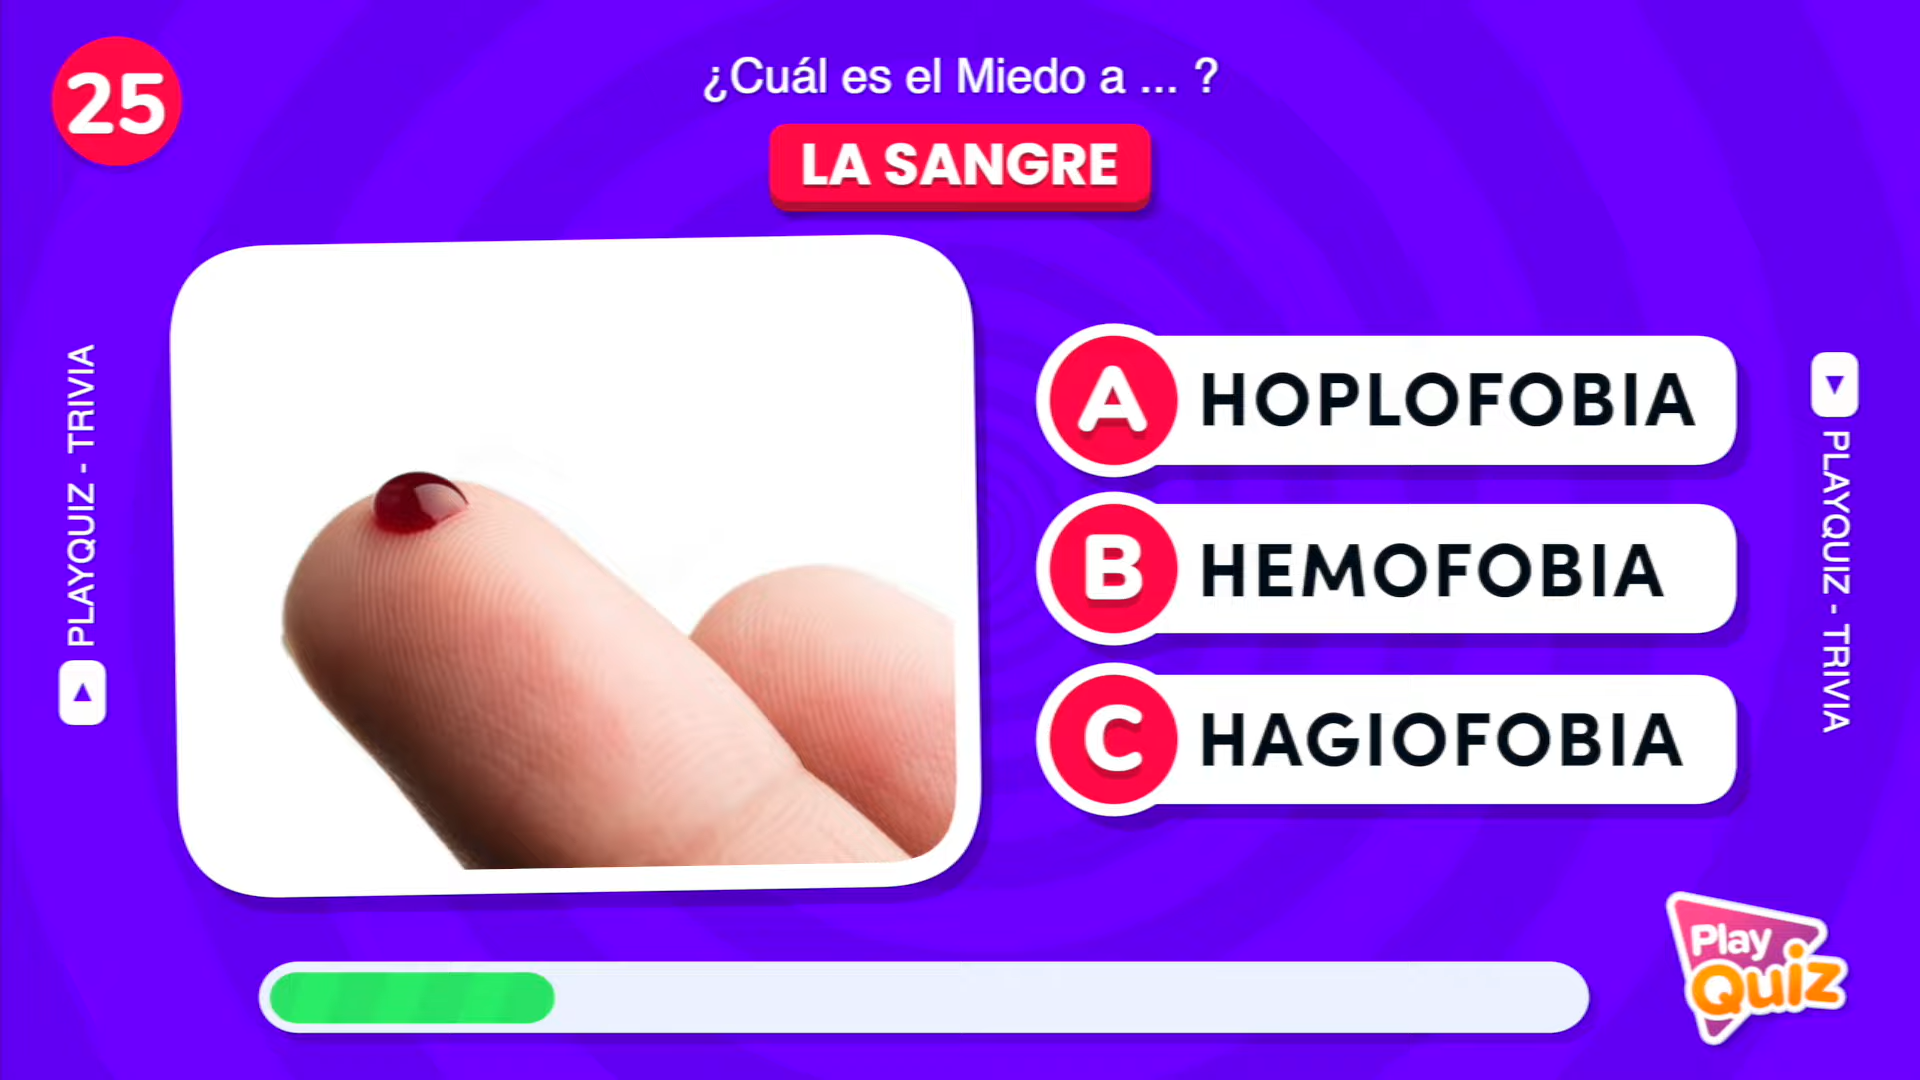 25
¿Cuál es el Miedo a ... ?
LA SANGRE
A HOPLOFOBIA
B HEMOFOBIA
C HAGIOFOBIA
PLAYQUIZ - TRIVIA
PLAYQUIZ - TRIVIA
Play
Quiz